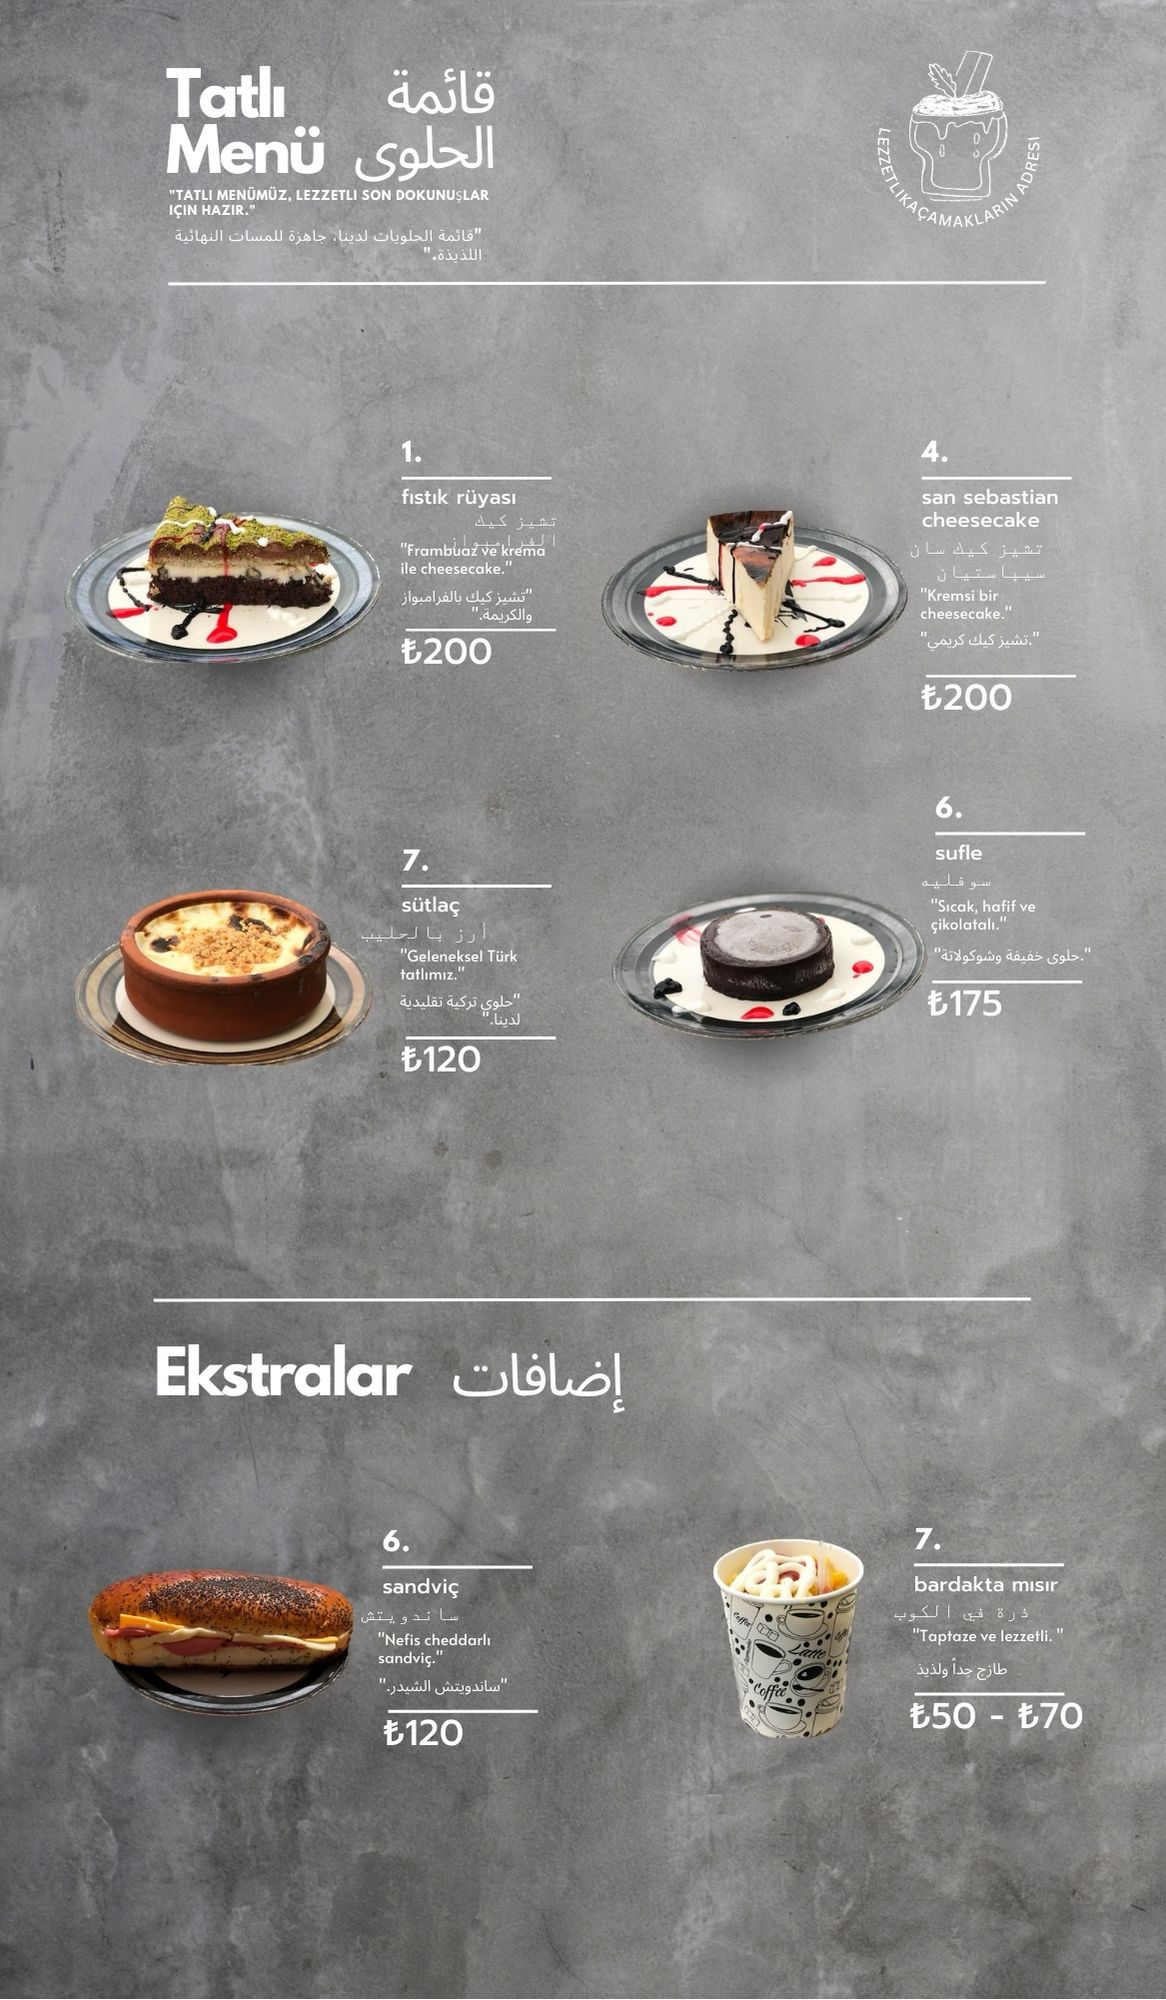 Tatlı
Menü
قائمة
الحلوى
"TATLI MENÜMÜZ, LEZZETLI SON DOKUNUŞLAR
IÇIN HAZIR."
"قائمة الحلويات لدينا، جاهزة للمسات النهائية
اللذيذة."
LEZZETLIKAÇAMAKLARIN ADRESI
1.
fıstık rüyası
تشيز كيك
الفرامبواز
"Frambuaz ve krema
ile cheesecake."
"تشيز كيك بالفرامبواز
والكريمة."
₺200
4.
san sebastian
cheesecake
تشيز كيك سان
سيباستيان
"Kremsi bir
cheesecake."
"تشيز كيك كريمي."
₺200
7.
sütlaç
أرز بالحليب
"Geleneksel Türk
tatlımız."
"حلوى تركية تقليدية
لدينا."
₺120
6.
sufle
سوفليه
"Sıcak, hafif ve
çikolatalı."
"حلوى خفيفة وشوكولاتة."
₺175
Ekstralar
إضافات
6.
sandviç
ساندويتش
"Nefis cheddarlı
sandviç."
"ساندويتش الشيدر."
₺120
7.
bardakta mısır
ذرة في الكوب
"Taptaze ve lezzetli. "
طازج جداً ولذيذ
₺50 - ₺70
Coffee
Latte
Coffee